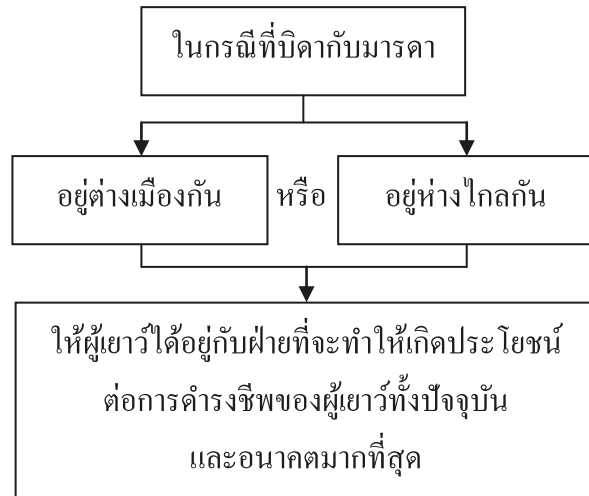 ในกรณีที่บิดากับมารดา
อยู่ต่างเมืองกัน หรือ อยู่ห่างไกลกัน
ให้ผู้เยาว์ได้อยู่กับฝ่ายที่จะทำให้เกิดประโยชน์
ต่อการดำรงชีพของผู้เยาว์ทั้งปัจจุบัน
และอนาคตมากที่สุด